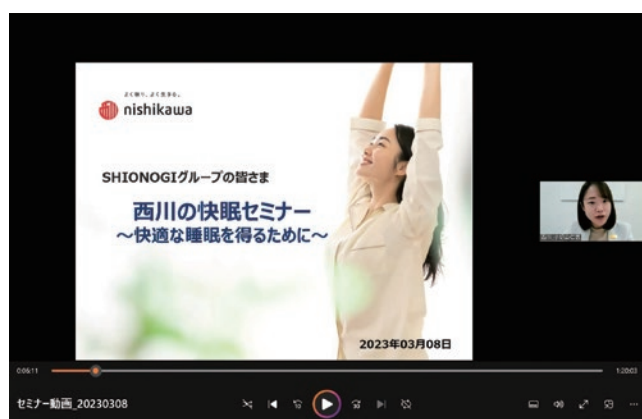 よく眠り、よく生きる。
nishikawa
SHIONOGIグループの皆さま
西川の快眠セミナー
～快適な睡眠を得るために～
2023年03月08日
0:06:11
1:20:03
セミナー動画_20230308